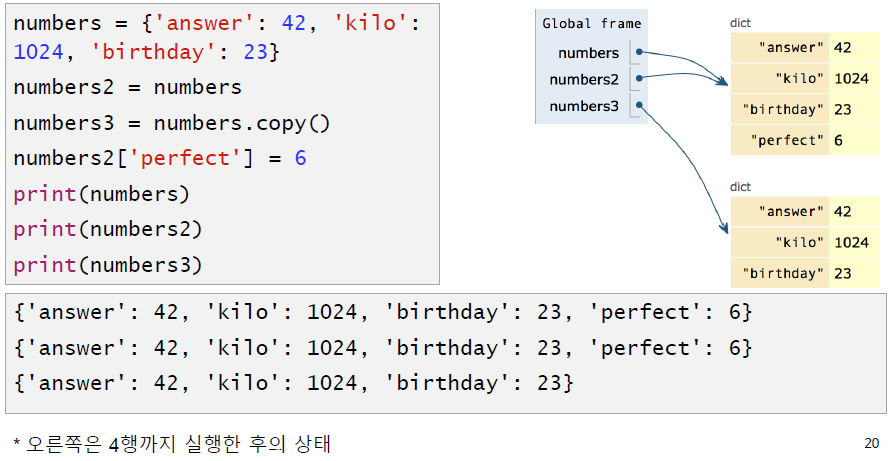 numbers = {'answer': 42, 'kilo':
1024, 'birthday': 23}
numbers2 = numbers
numbers3 = numbers.copy()
numbers2['perfect'] = 6
print(numbers)
print(numbers2)
print(numbers3)
Global frame
numbers
numbers2
numbers3
dict
"answer" 42
"kilo" 1024
"birthday" 23
"perfect" 6
dict
"answer" 42
"kilo" 1024
"birthday" 23
{'answer': 42, 'kilo': 1024, 'birthday': 23, 'perfect': 6}
{'answer': 42, 'kilo': 1024, 'birthday': 23, 'perfect': 6}
{'answer': 42, 'kilo': 1024, 'birthday': 23}
* 오른쪽은 4행까지 실행한 후의 상태
20